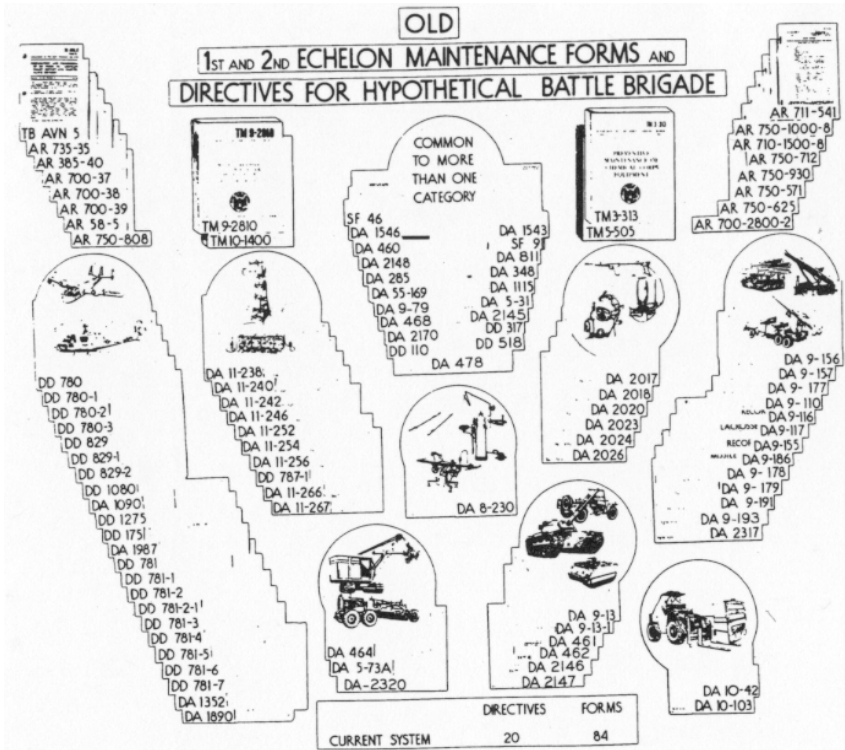 OLD
1ST AND 2ND ECHELON MAINTENANCE FORMS AND
DIRECTIVES FOR HYPOTHETICAL BATTLE BRIGADE
TB AVN 5
AR 735-35
AR 385-40
AR 700-37
AR 700-38
AR 700-39
AR 58-5
AR 750-808
TM 9-2810
TM 9-2810
TM10-1400
COMMON
TO MORE
THAN ONE
CATEGORY
SF 46
DA 1546
DA 460
DA 2148
DA 285
DA 55-169
DA 9-79
DA 468
DA 2170
DD 110
DA 1543
SF 91
DA 811
DA 348
DA 1115
DA 5-31
DA 2145
DD 317
DD 518
DA 478
PREVENTIVE
MAINTENANCE OF
CHEMICAL CORPS
EQUIPMENT
TM3-313
TM5-505
AR 711-541
AR 750-1000-8
AR 710-1500-8
AR 750-712
AR 750-930
AR 750-571
AR 750-625
AR 700-2800-2
DD 780
DD 780-1
DD 780-2
DD 780-3
DD 829
DD 829-1
DD 829-2
DD 1080
DA 1090
DD 1275
DD 175
DA 1987
DD 781
DD 781-1
DD 781-2
DD 781-2-1
DD 781-3
DD 781-4
DD 781-5
DD 781-6
DD 781-7
DA 1352
DA 1890
DA 11-238
DA 11-240
DA 11-242
DA 11-246
DA 11-252
DA 11-254
DA 11-256
DD 787-1
DA 11-266
DA 11-267
DA 8-230
DA 2017
DA 2018
DA 2020
DA 2023
DA 2024
DA 2026
DA 9-156
DA 9-157
DA 9-177
DA 9-110
DA 9-116
DA9-117
DA9-155
DA9-186
DA 9-178
DA 9-179
DA 9-191
DA 9-193
DA 2317
DA 464
DA 5-73A
DA-2320
DA 9-13
DA 9-13-1
DA 461
DA 462
DA 2146
DA 2147
DA 10-42
DA 10-103
DIRECTIVES FORMS
CURRENT SYSTEM 20 84